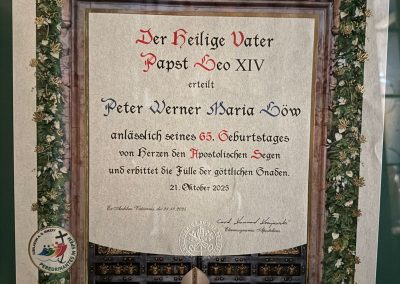 Der Heilige Vater
Papst Leo XIV
erteilt
Peter Werner Maria Löw
anlässlich seines 65. Geburtstages
von Herzen den Apostolischen Segen
und erbittet die Fülle der göttlichen Gnaden.
21. Oktober 2025